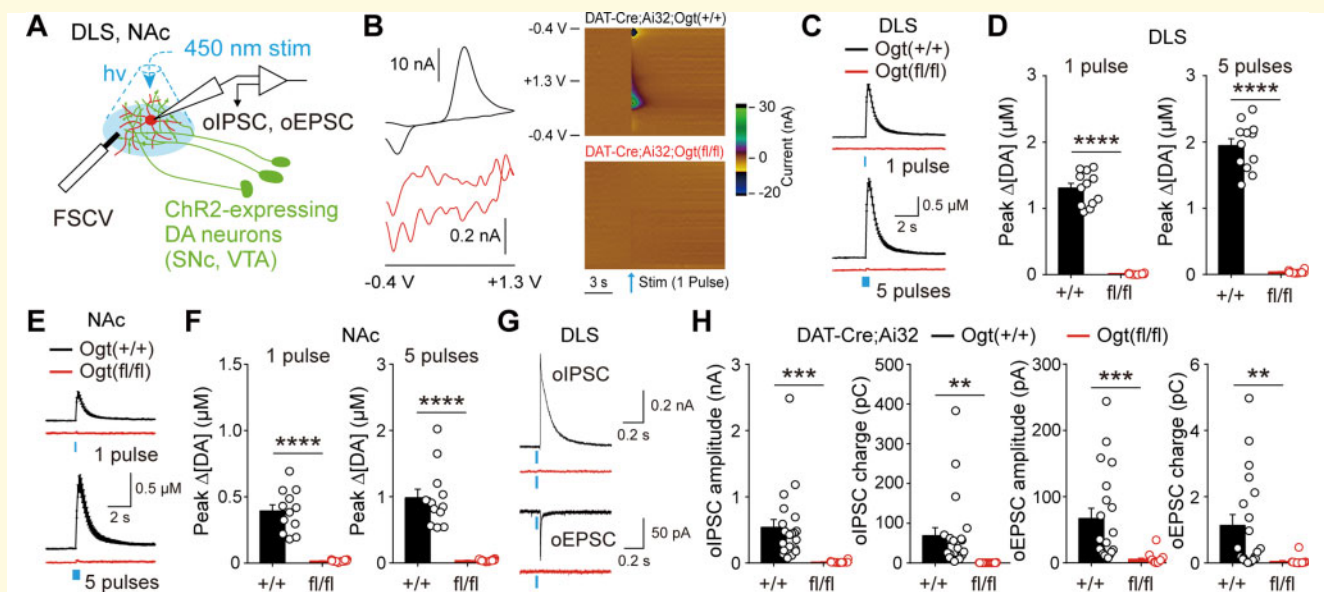 A
DLS, NAc
450 nm stim
hν
oIPSC, oEPSC
FSCV
ChR2-expressing
DA neurons
(SNc, VTA)
B
10 nA
0.2 nA
-0.4 V
+1.3 V
DAT-Cre;Ai32;Ogt(+/+)
-0.4 V
+1.3 V
-0.4 V
DAT-Cre;Ai32;Ogt(fl/fl)
30
0
-20
Current (nA)
3 s
Stim (1 Pulse)
C
DLS
Ogt(+/+)
Ogt(fl/fl)
1 pulse
0.5 μM
2 s
5 pulses
D
DLS
1 pulse
5 pulses
Peak Δ[DA] (μM)
3
2
1
0
****
+/+
fl/fl
Peak Δ[DA] (μM)
3
2
1
0
****
+/+
fl/fl
E
NAc
Ogt(+/+)
Ogt(fl/fl)
1 pulse
0.5 μM
2 s
5 pulses
F
NAc
1 pulse
5 pulses
Peak Δ[DA] (μM)
1.5
1.0
0.5
0
****
+/+
fl/fl
Peak Δ[DA] (μM)
3
2
1
0
****
+/+
fl/fl
G
DLS
oIPSC
0.2 nA
0.2 s
oEPSC
50 pA
0.2 s
H
DAT-Cre;Ai32
Ogt(+/+)
Ogt(fl/fl)
oIPSC amplitude (nA)
3
2
1
0
***
+/+
fl/fl
oIPSC charge (pC)
500
400
300
200
100
0
**
+/+
fl/fl
oEPSC amplitude (pA)
300
200
100
0
***
+/+
fl/fl
oEPSC charge (pC)
6
4
2
0
**
+/+
fl/fl